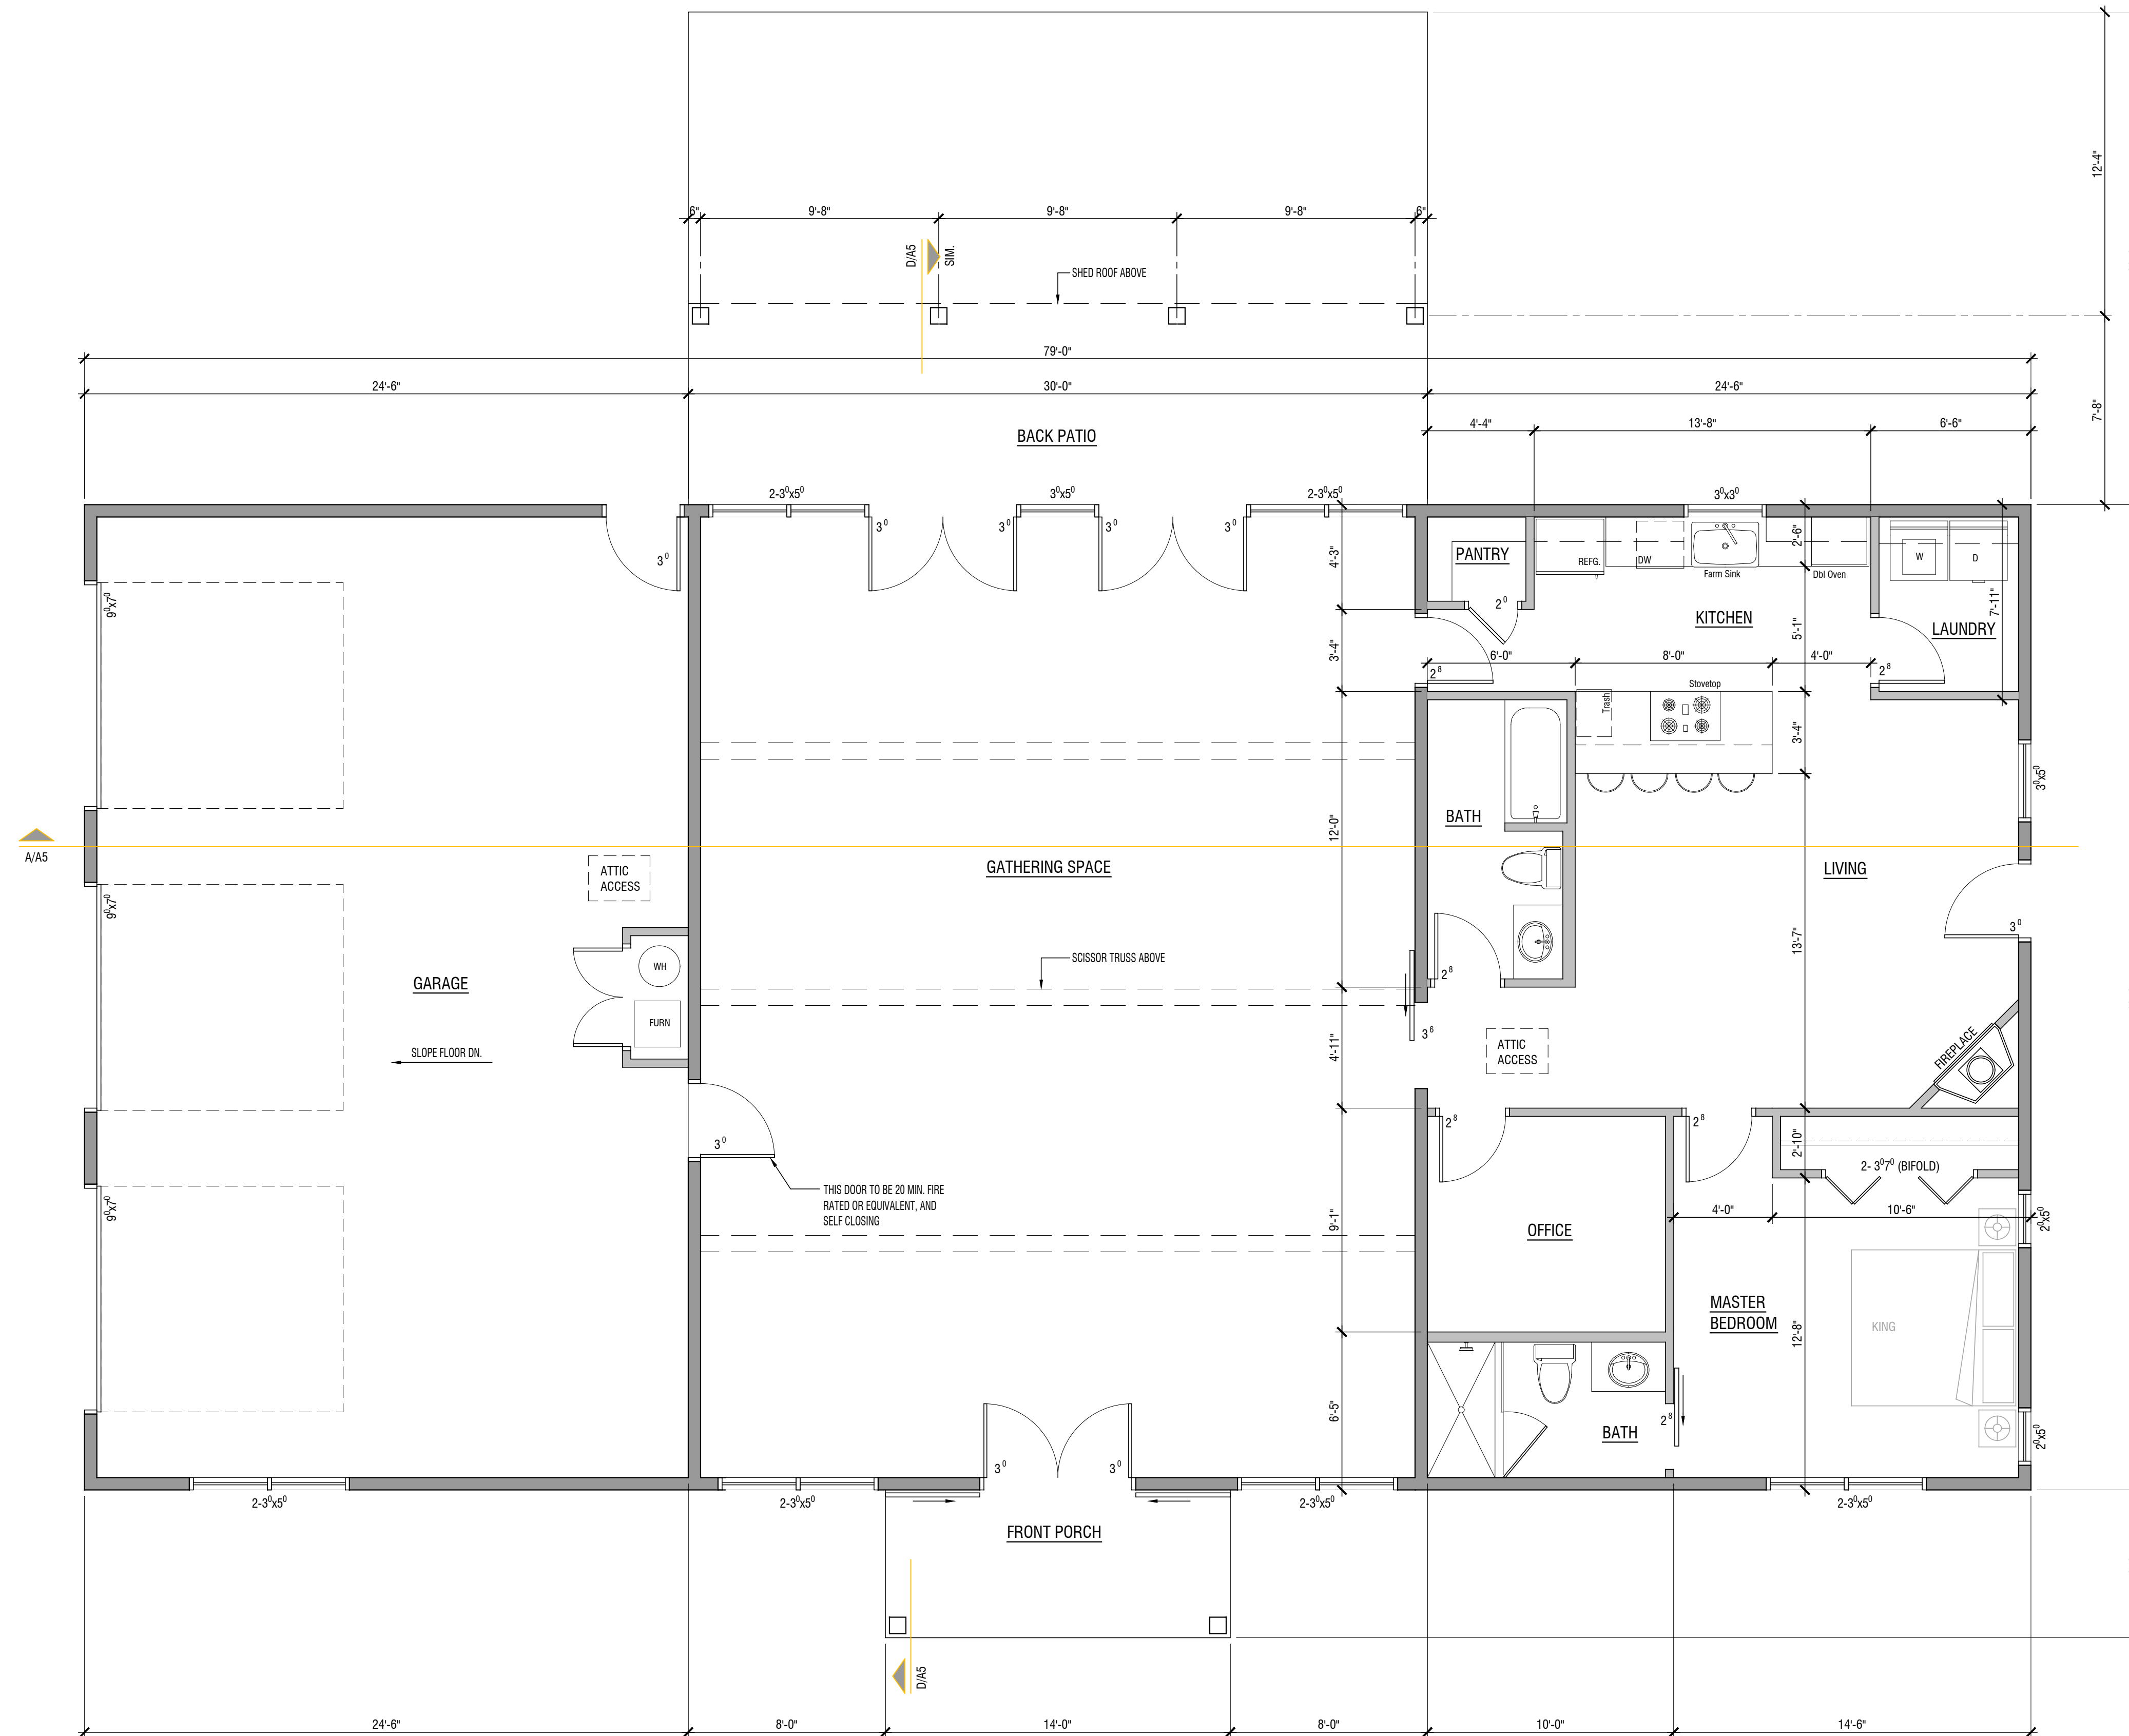 12'-4"
6"
9'-8"
9'-8"
9'-8"
6"
D/A5
SIM.
SHED ROOF ABOVE
79'-0"
24'-6"
30'-0"
24'-6"
7'-8"
BACK PATIO
4'-4"
13'-8"
6'-6"
2-3⁰x5⁰
3⁰x5⁰
2-3⁰x5⁰
3⁰x3⁰
3⁰
3⁰
3⁰
3⁰
3⁰
4'-3"
PANTRY
REFG.
DW
Farm Sink
Dbl Oven
2'-6"
W
D
9⁰x7⁰
2⁰
KITCHEN
5'-1"
7'-11"
LAUNDRY
3'-4"
6'-0"
8'-0"
4'-0"
2⁸
2⁸
Trash
Stovetop
3'-4"
3⁰x5⁰
BATH
12'-0"
A/A5
ATTIC
ACCESS
GATHERING SPACE
LIVING
9⁰x7⁰
3⁰
13'-7"
WH
SCISSOR TRUSS ABOVE
2⁸
GARAGE
FURN
3⁶
4'-11"
ATTIC
ACCESS
FIREPLACE
SLOPE FLOOR DN.
3⁰
2⁸
2⁸
2'-10"
2- 3⁰7⁰ (BIFOLD)
THIS DOOR TO BE 20 MIN. FIRE
RATED OR EQUIVALENT, AND
SELF CLOSING
9⁰x7⁰
4'-0"
10'-6"
2⁰x5⁰
9'-1"
OFFICE
MASTER
BEDROOM
KING
12'-8"
6'-5"
2⁸
BATH
2⁰x5⁰
3⁰
3⁰
2-3⁰x5⁰
2-3⁰x5⁰
2-3⁰x5⁰
2-3⁰x5⁰
FRONT PORCH
D/A5
24'-6"
8'-0"
14'-0"
8'-0"
10'-0"
14'-6"